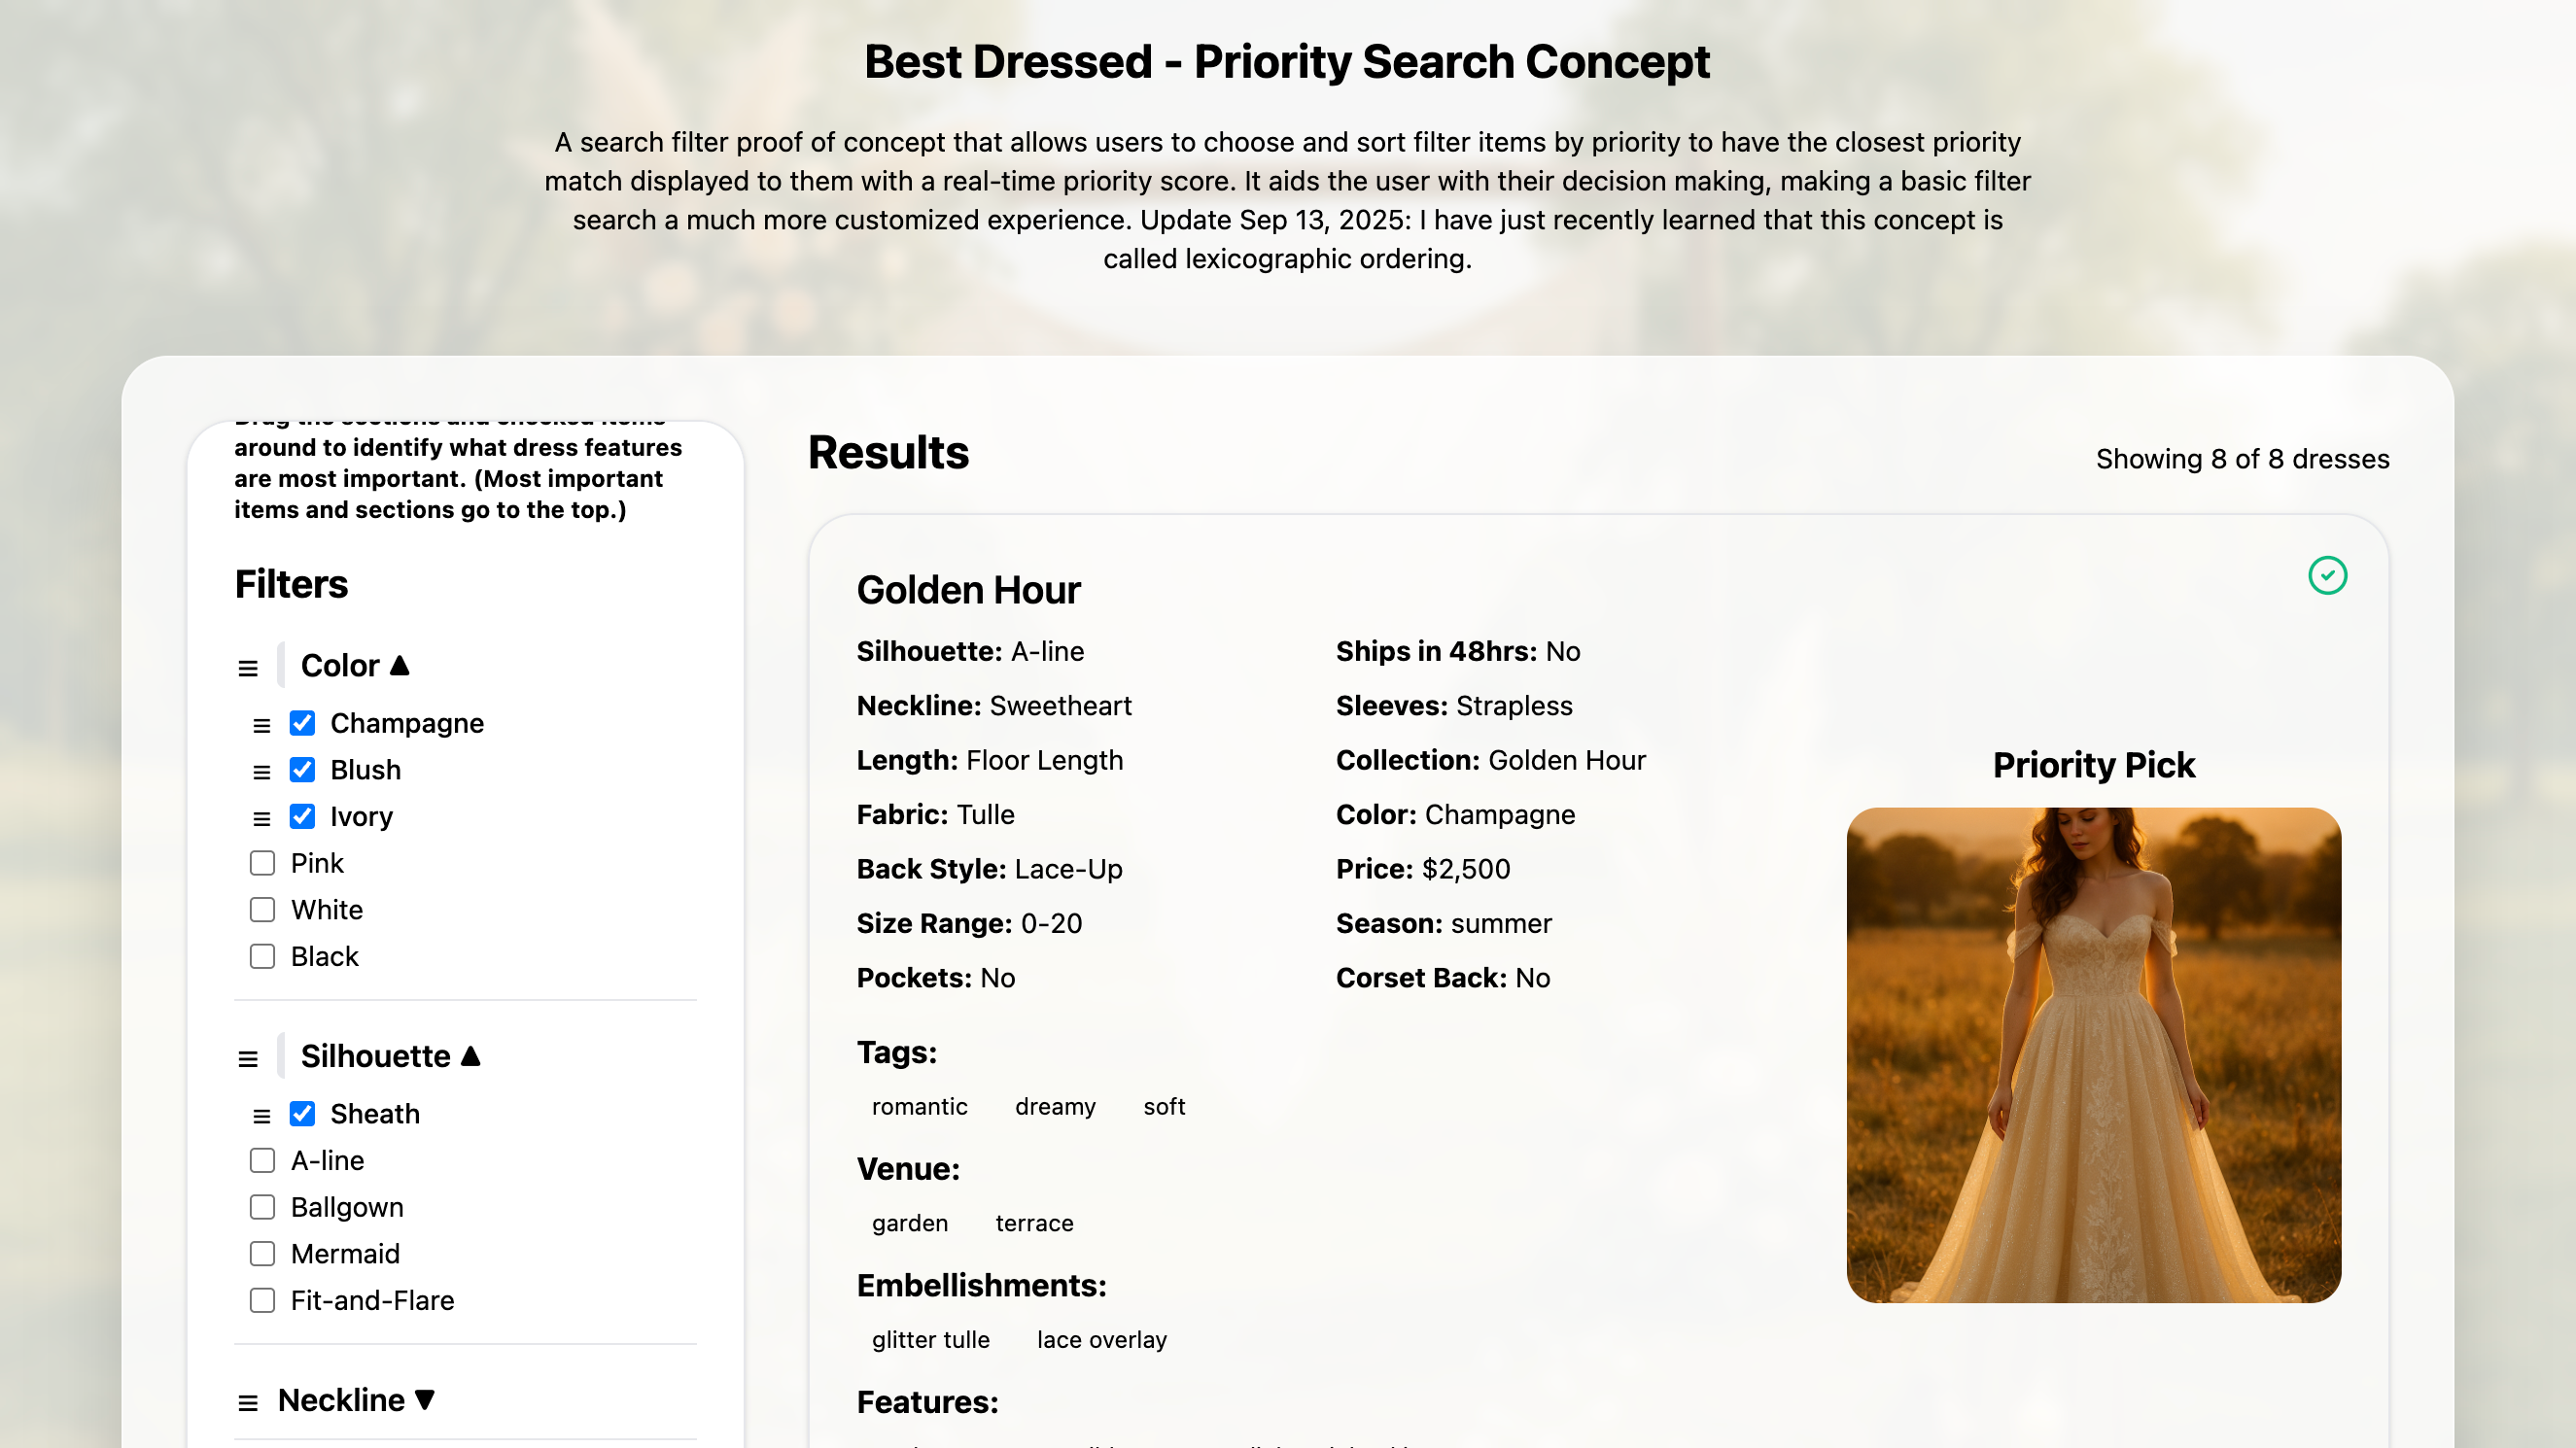 Best Dressed - Priority Search Concept
A search filter proof of concept that allows users to choose and sort filter items by priority to have the closest priority
match displayed to them with a real-time priority score. It aids the user with their decision making, making a basic filter
search a much more customized experience. Update Sep 13, 2025: I have just recently learned that this concept is
called lexicographic ordering.
Drag the sections and checked items
around to identify what dress features
are most important. (Most important
items and sections go to the top.)
Filters
Color ▲
Champagne
Blush
Ivory
Pink
White
Black
Silhouette ▲
Sheath
A-line
Ballgown
Mermaid
Fit-and-Flare
Neckline ▼
Results
Showing 8 of 8 dresses
Golden Hour
Silhouette: A-line
Neckline: Sweetheart
Length: Floor Length
Fabric: Tulle
Back Style: Lace-Up
Size Range: 0-20
Pockets: No
Ships in 48hrs: No
Sleeves: Strapless
Collection: Golden Hour
Color: Champagne
Price: $2,500
Season: summer
Corset Back: No
Tags:
romantic dreamy soft
Venue:
garden terrace
Embellishments:
glitter tulle lace overlay
Features:
Priority Pick